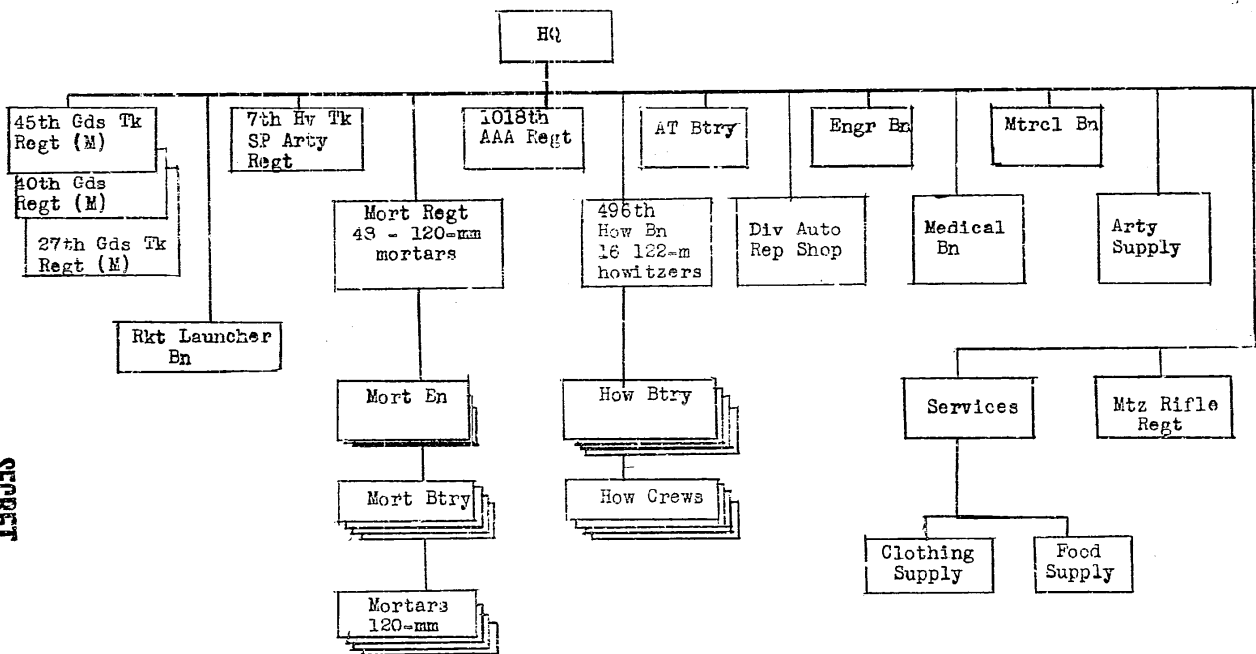 HQ
45th Gds Tk
Regt (M)
40th Gds
Regt (M)
27th Gds Tk
Regt (M)
7th Hv Tk
SP Arty
Regt
1018th
AAA Regt
AT Btry
Engr Bn
Mtrcl Bn
Mort Regt
43 - 120-mm
mortars
496th
How Bn
16 122-m
howitzers
Div Auto
Rep Shop
Medical
Bn
Arty
Supply
Rkt Launcher
Bn
Mort Bn
How Btry
Services
Mtz Rifle
Regt
Mort Btry
How Crews
Clothing
Supply
Food
Supply
Mortars
120-mm
SECRET